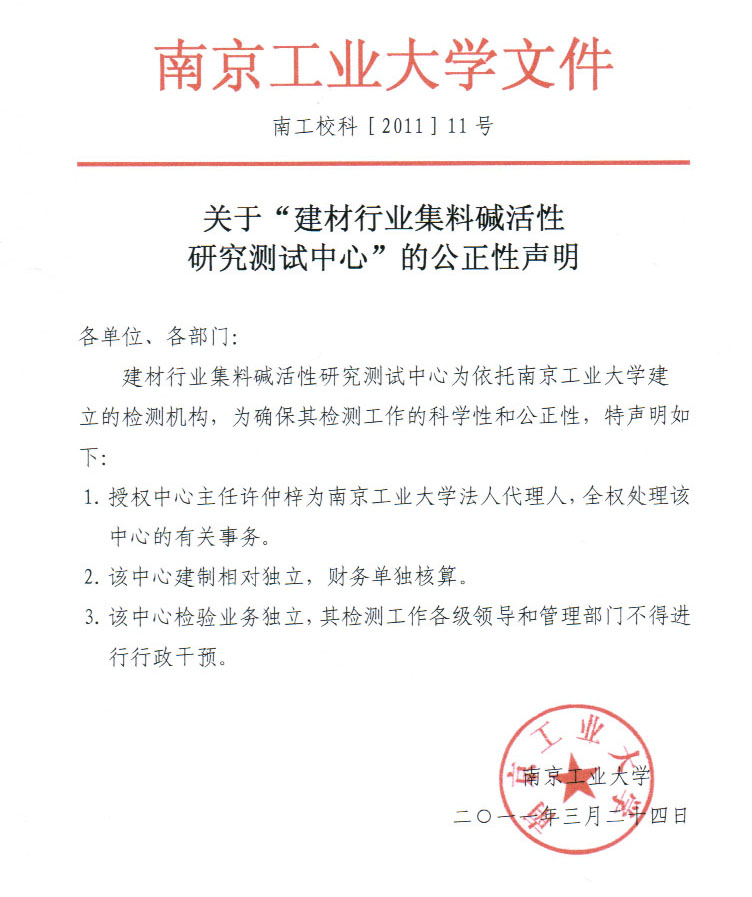 南京工业大学文件
南工校科［2011］11号
关于“建材行业集料碱活性
研究测试中心”的公正性声明
各单位、各部门：
建材行业集料碱活性研究测试中心为依托南京工业大学建
立的检测机构，为确保其检测工作的科学性和公正性，特声明如
下：
1. 授权中心主任许仲梓为南京工业大学法人代理人，全权处理该
中心的有关事务。
2. 该中心建制相对独立，财务单独核算。
3. 该中心检验业务独立，其检测工作各级领导和管理部门不得进
行行政干预。
南京工业大学
南京工业大学
二〇一一年三月二十四日